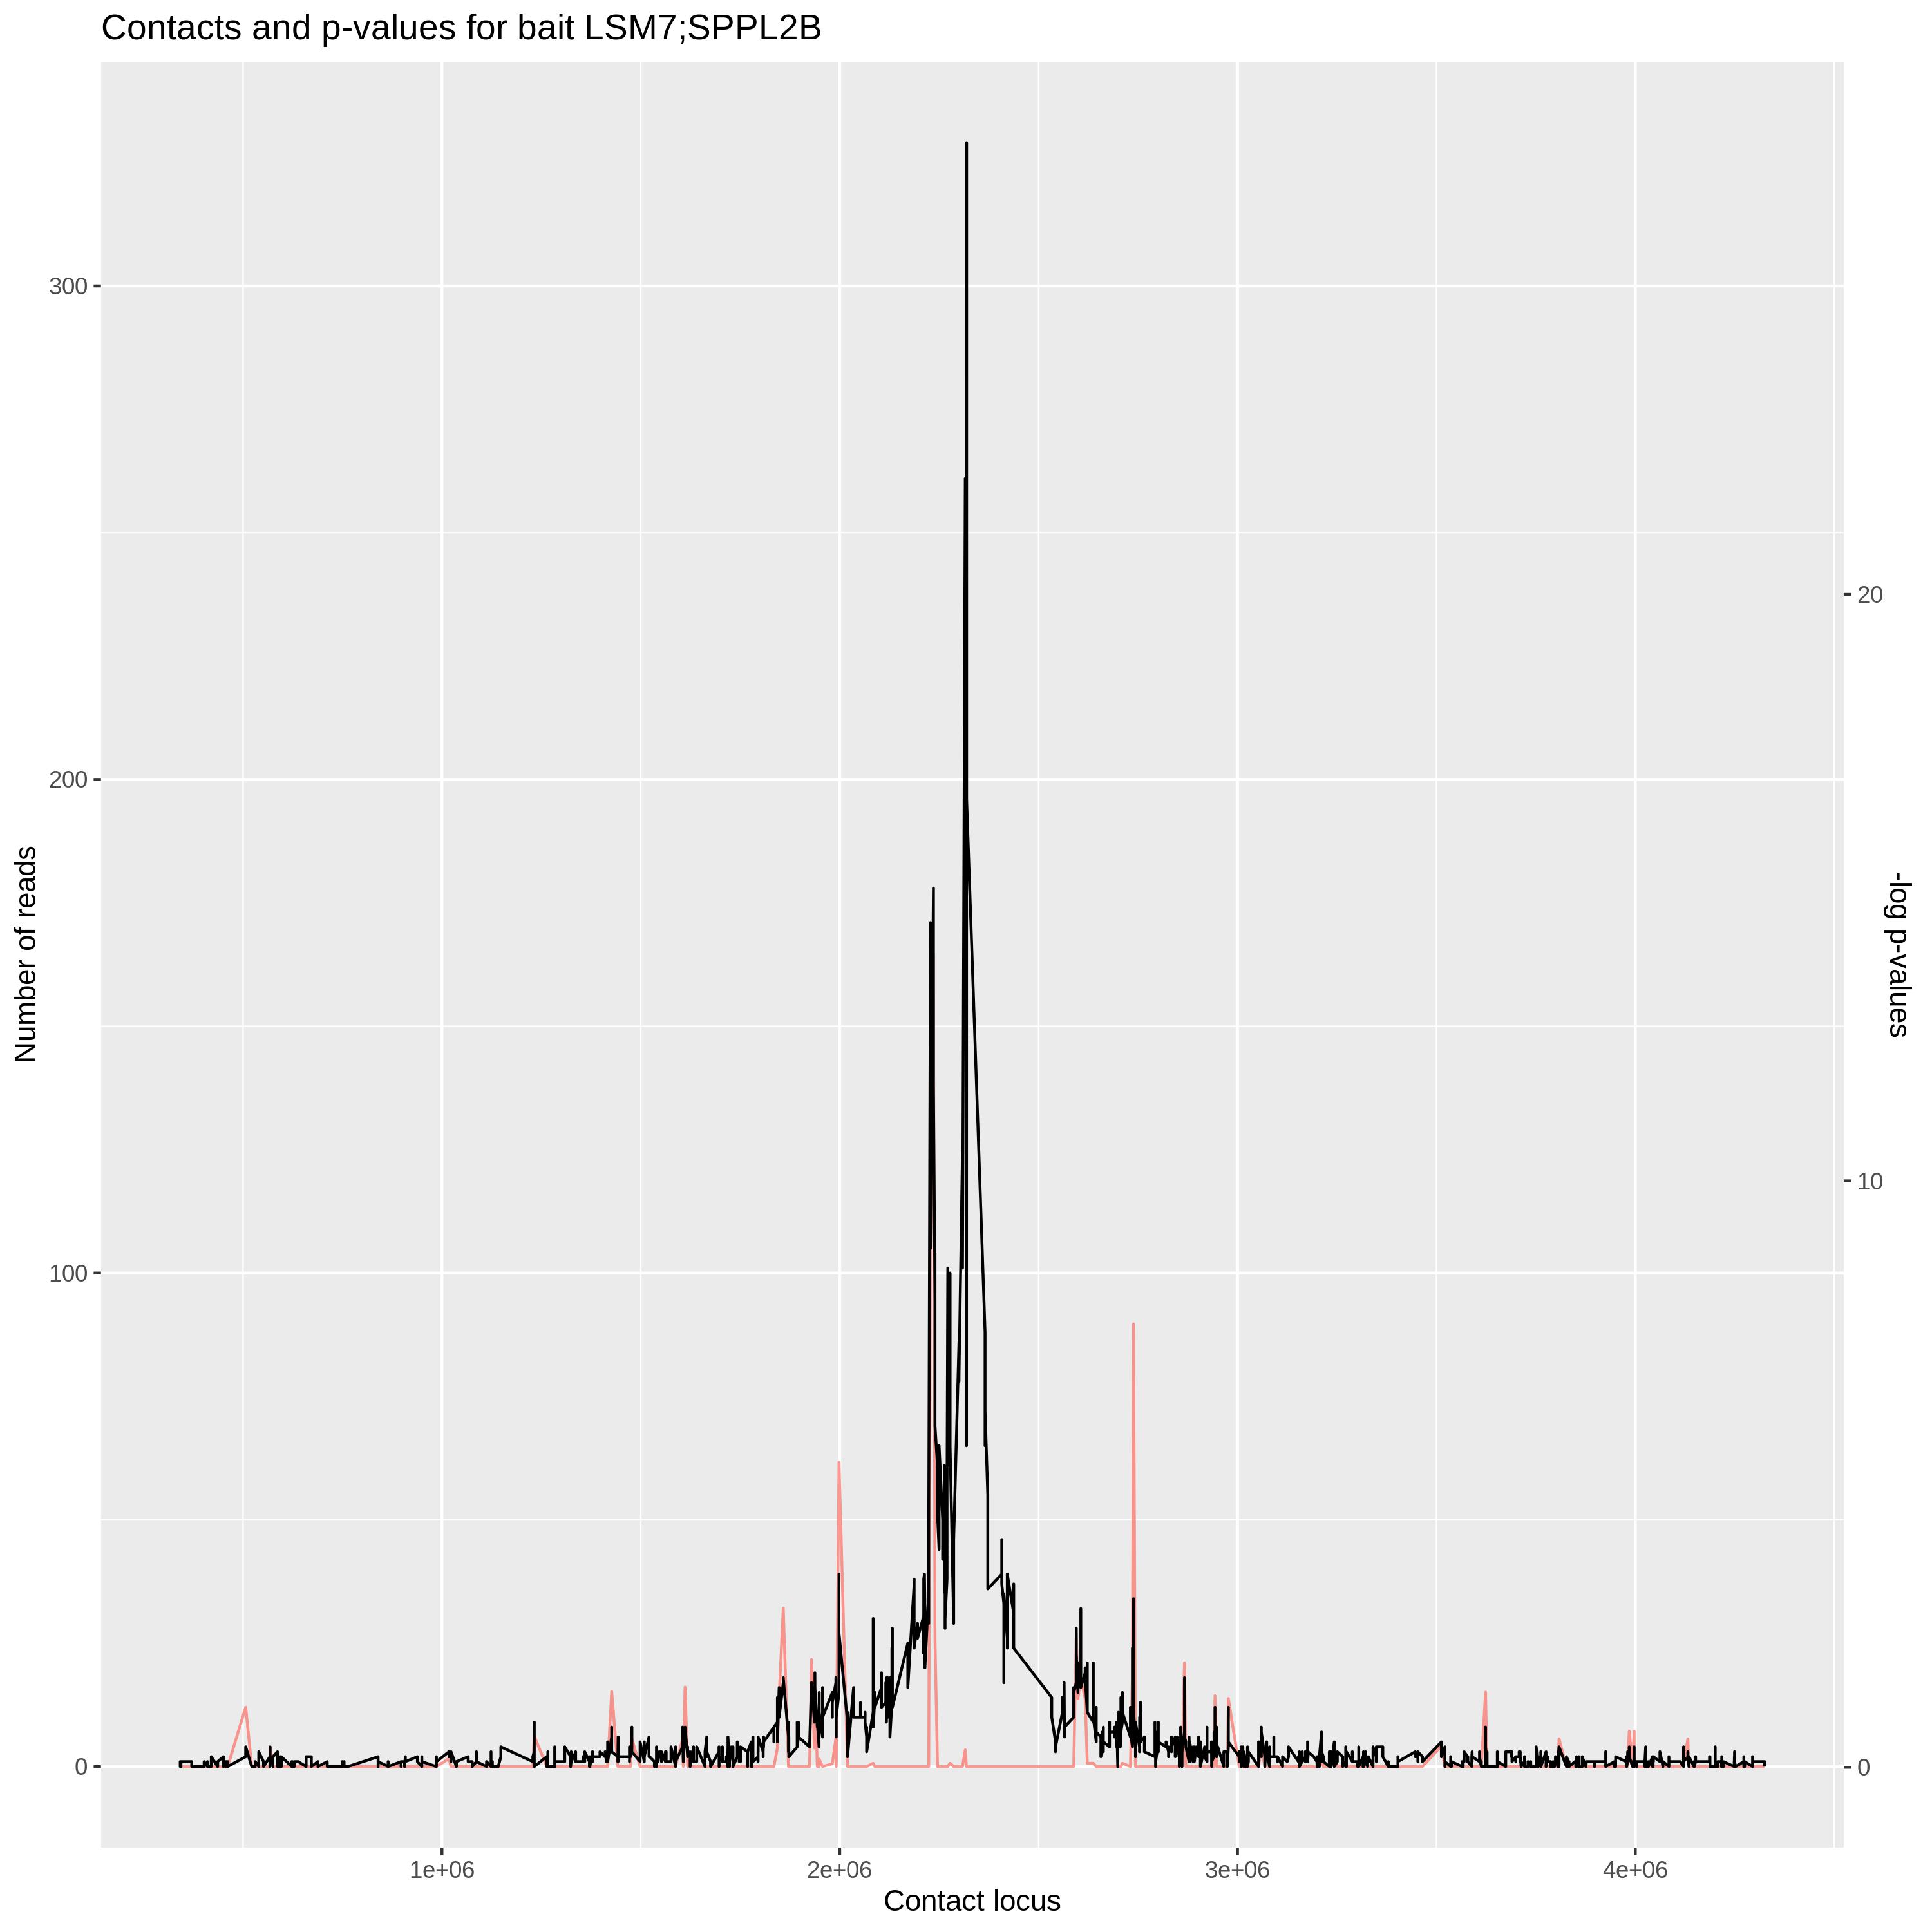 Contacts and p-values for bait LSM7;SPPL2B
300
200
100
0
Number of reads
20
10
0
-log p-values
1e+06
2e+06
3e+06
4e+06
Contact locus